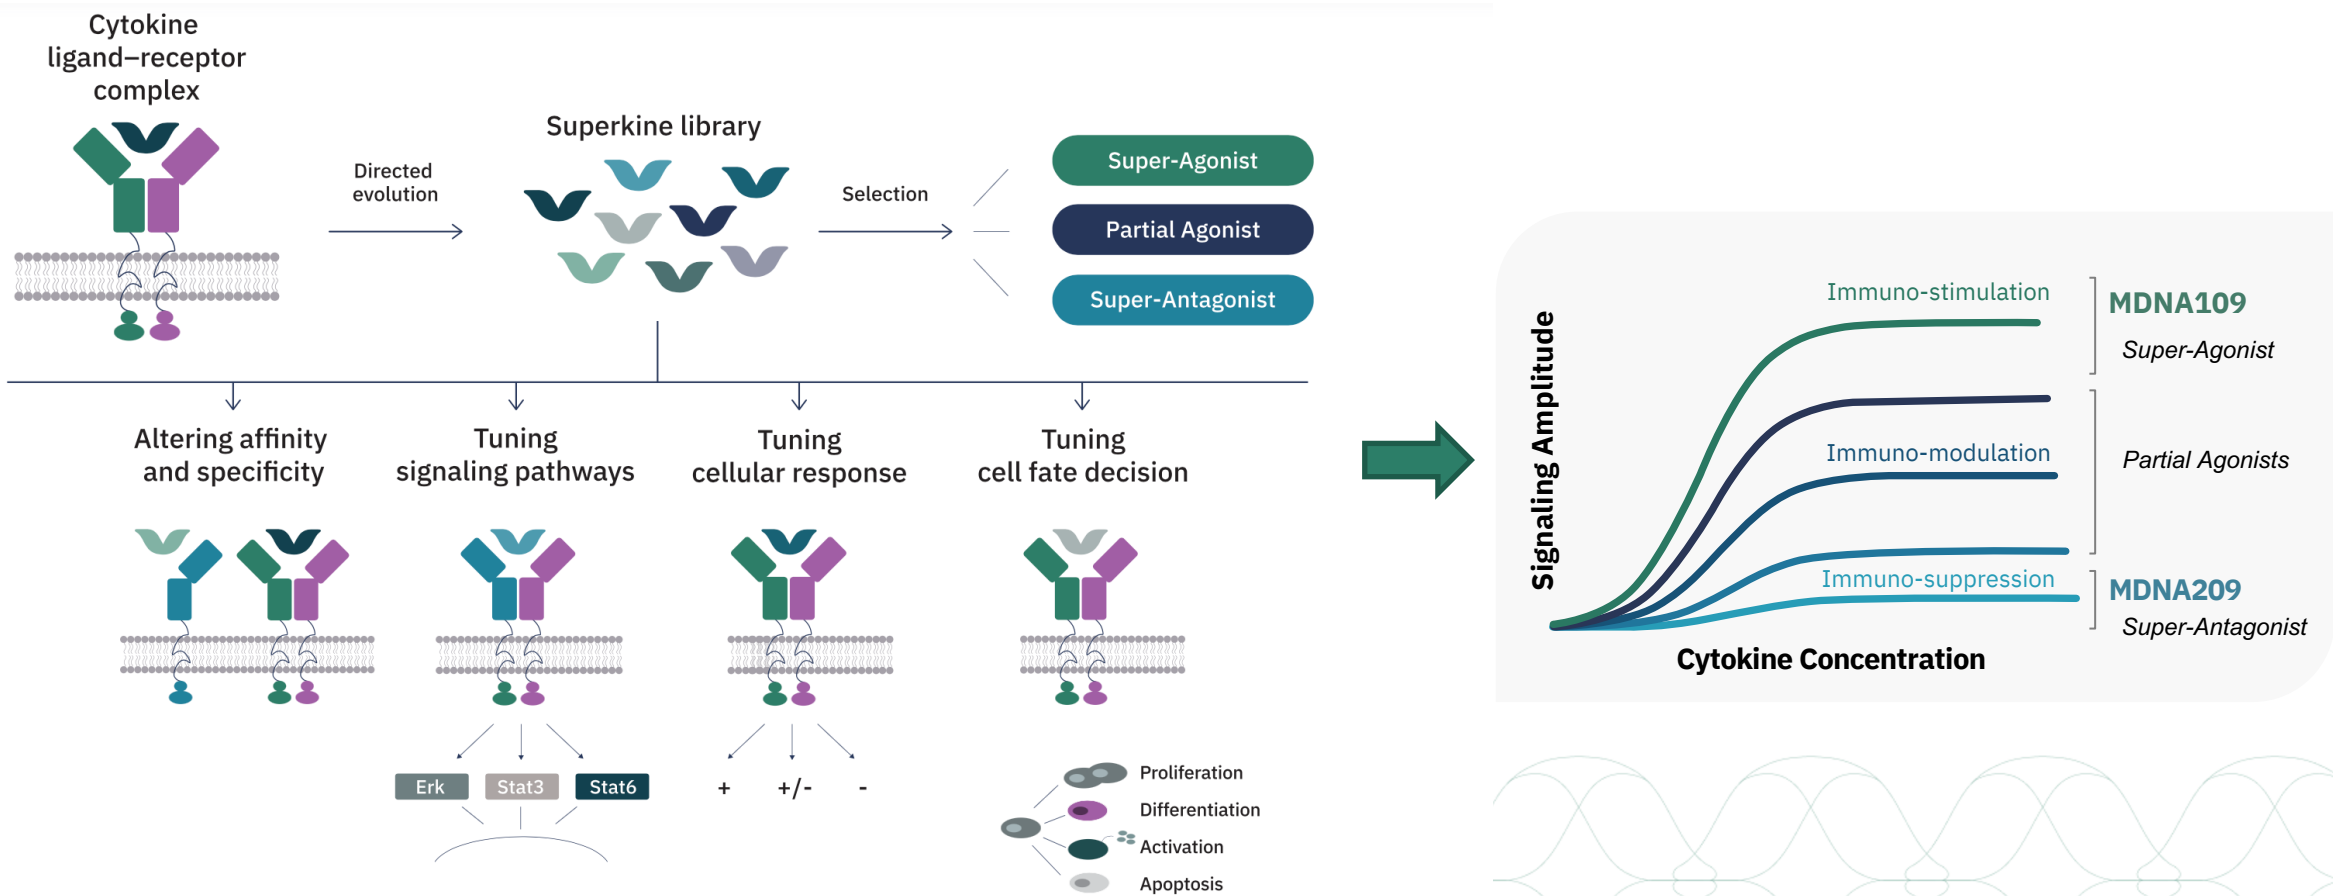 Cytokine
ligand–receptor
complex
Directed
evolution
Superkine library
Selection
Super-Agonist
Partial Agonist
Super-Antagonist
Altering affinity
and specificity
Tuning
signaling pathways
Tuning
cellular response
Tuning
cell fate decision
Erk
Stat3
Stat6
+
+/-
-
Proliferation
Differentiation
Activation
Apoptosis
Signaling Amplitude
Immuno-stimulation
MDNA109
Super-Agonist
Immuno-modulation
Partial Agonists
Immuno-suppression
MDNA209
Super-Antagonist
Cytokine Concentration